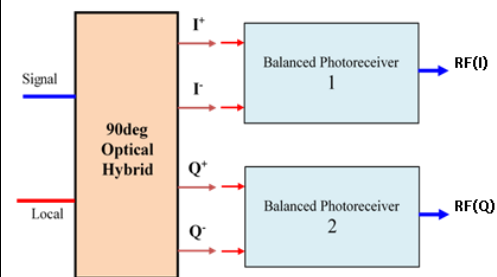 Signal
Local
90deg
Optical
Hybrid
I+
I-
Q+
Q-
Balanced Photoreceiver
1
RF(I)
Balanced Photoreceiver
2
RF(Q)